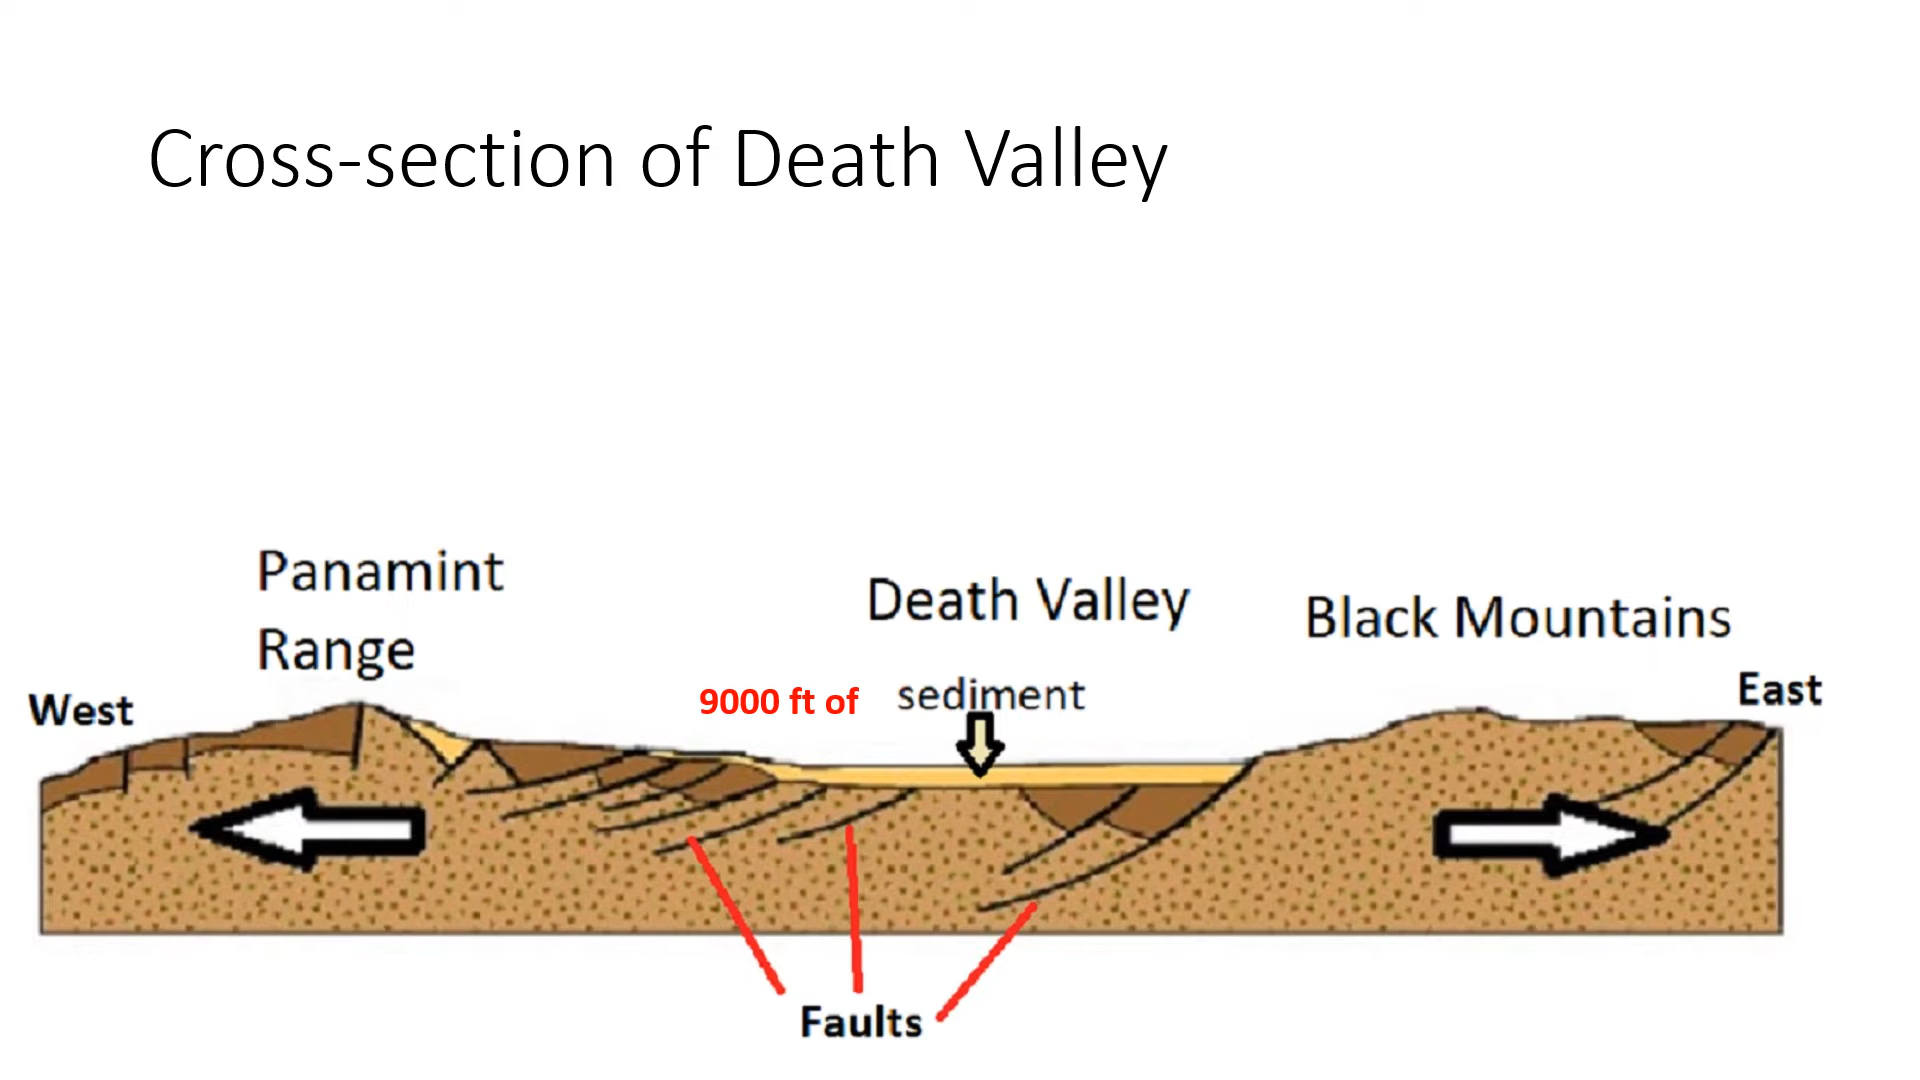 Cross-section of Death Valley
Panamint
Range
Death Valley
Black Mountains
West
9000 ft of sediment
East
Faults